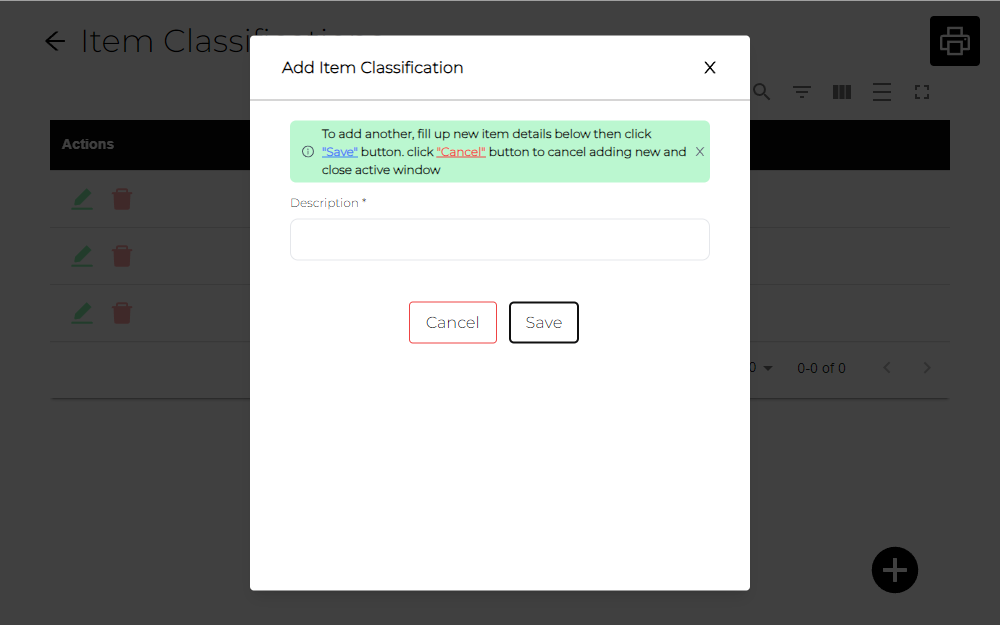 Item Classifications
Add Item Classification
X
To add another, fill up new item details below then click
"Save" button. click "Cancel" button to cancel adding new and
close active window
Actions
Description *
Cancel
Save
0-0 of 0